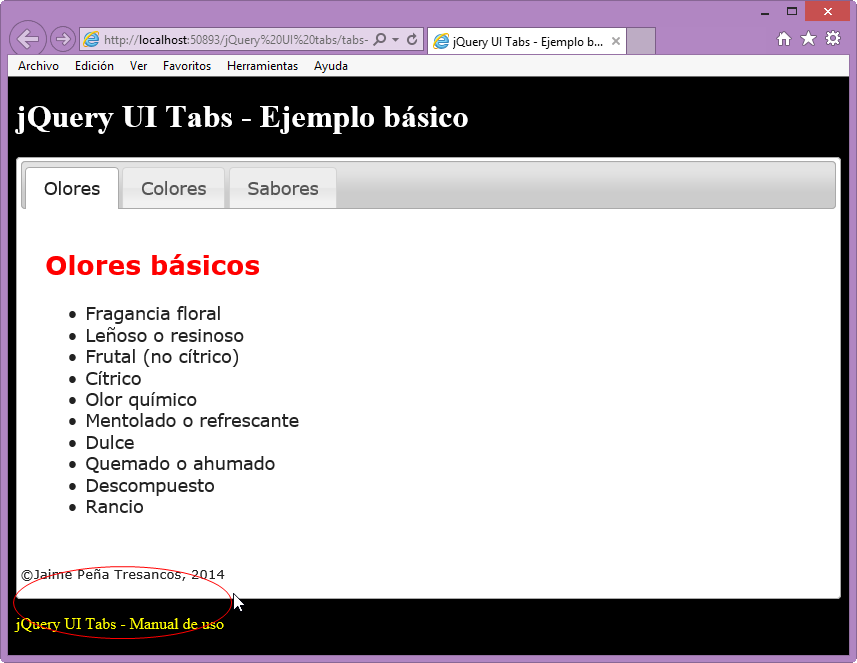 http://localhost:50893/jQuery%20UI%20tabs/tabs-
jQuery UI Tabs - Ejemplo b...
Archivo Edición Ver Favoritos Herramientas Ayuda
jQuery UI Tabs - Ejemplo básico
Olores Colores Sabores
Olores básicos
Fragancia floral
Leñoso o resinoso
Frutal (no cítrico)
Cítrico
Olor químico
Mentolado o refrescante
Dulce
Quemado o ahumado
Descompuesto
Rancio
©Jaime Peña Tresancos, 2014
jQuery UI Tabs - Manual de uso